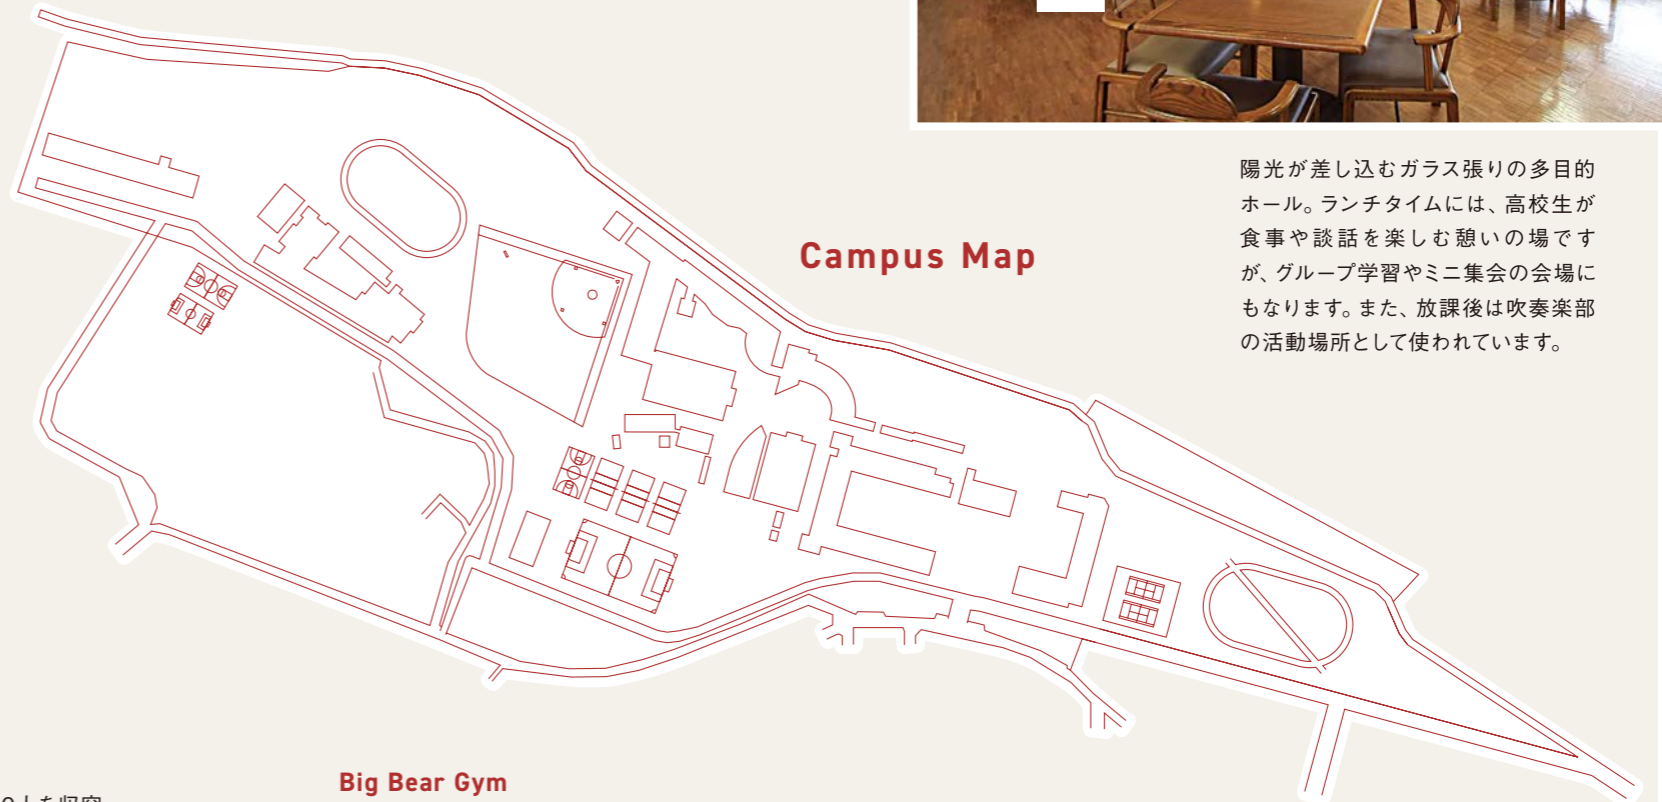 陽光が差し込むガラス張りの多目的
ホール。ランチタイムには、高校生が
食事や談話を楽しむ憩いの場です
が、グループ学習やミニ集会の会場に
もなります。また、放課後は吹奏楽部
の活動場所として使われています。
Campus Map
Big Bear Gym